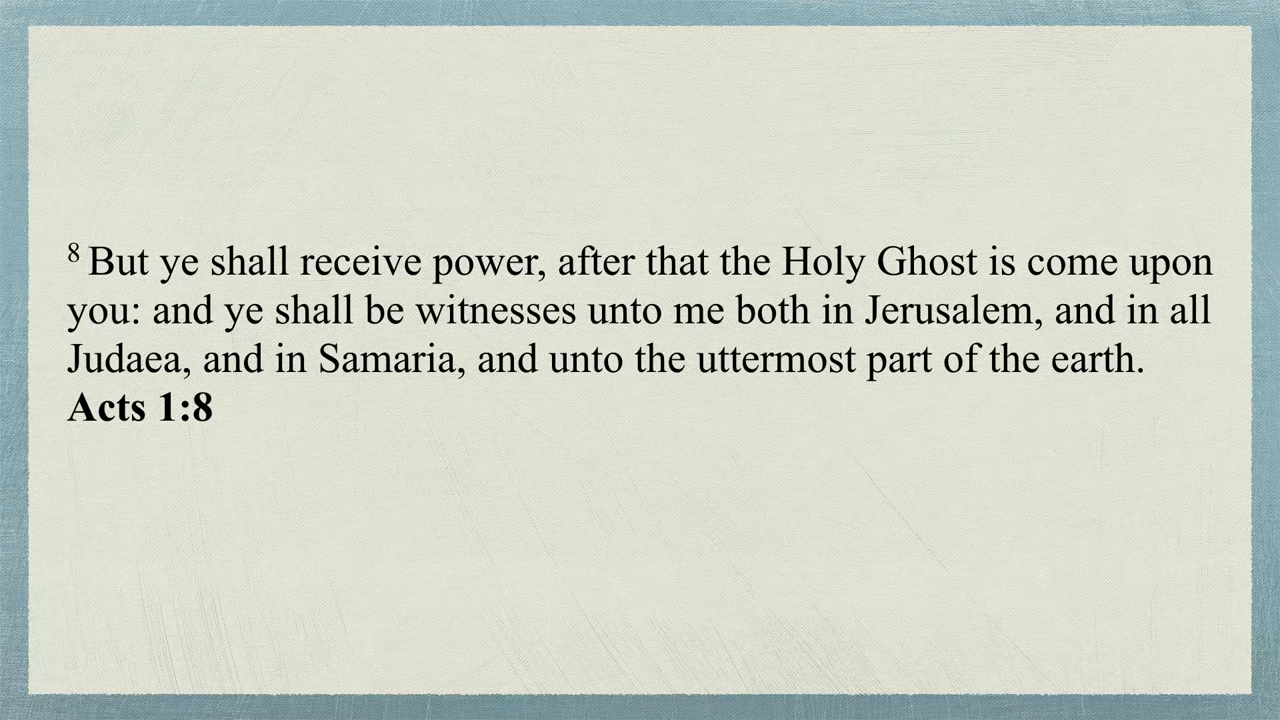 8 But ye shall receive power, after that the Holy Ghost is come upon
you: and ye shall be witnesses unto me both in Jerusalem, and in all
Judaea, and in Samaria, and unto the uttermost part of the earth.
Acts 1:8